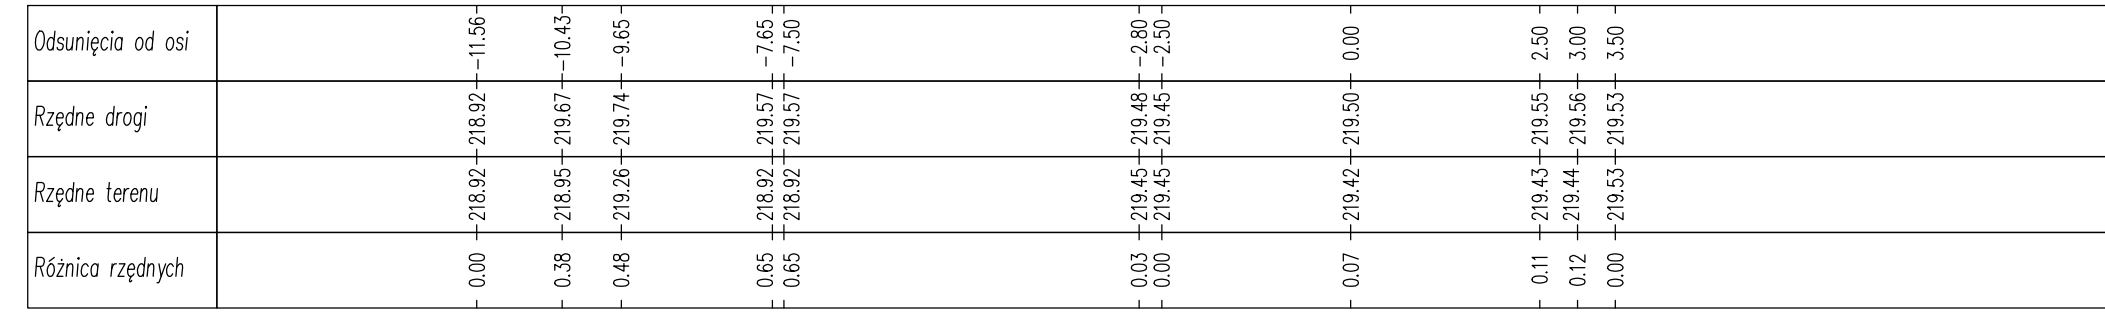 Odsunięcia od osi -11.56 -10.43 -9.65 -7.65 -7.50 -2.80 -2.50 0.00 2.50 3.00 3.50
Rzędne drogi 218.92 219.67 219.74 219.57 219.57 219.48 219.45 219.50 219.55 219.56 219.53
Rzędne terenu 218.92 218.95 219.26 218.92 218.92 219.45 219.45 219.42 219.43 219.44 219.53
Różnica rzędnych 0.00 0.38 0.48 0.65 0.65 0.03 0.00 0.07 0.11 0.12 0.00